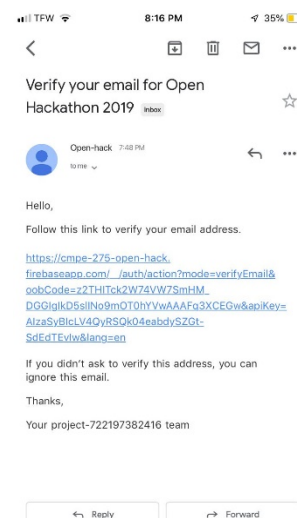 TFW 8:16 PM 35%
Verify your email for Open
Hackathon 2019 Inbox
Open-hack 7:48 PM
to me
Hello,
Follow this link to verify your email address.
https://cmpe-275-open-hack.
firebaseapp.com/__/auth/action?mode=verifyEmail&
oobCode=z2THITck2W74VW7SmHM_
DGGIglkD5slINo9mOT0hYVwAAAFq3XCEGw&apiKey=
AIzaSyBIcLV4QyRSQk04eabdySZGt-
SdEdTEvIw&lang=en
If you didn't ask to verify this address, you can
ignore this email.
Thanks,
Your project-722197382416 team
Reply Forward